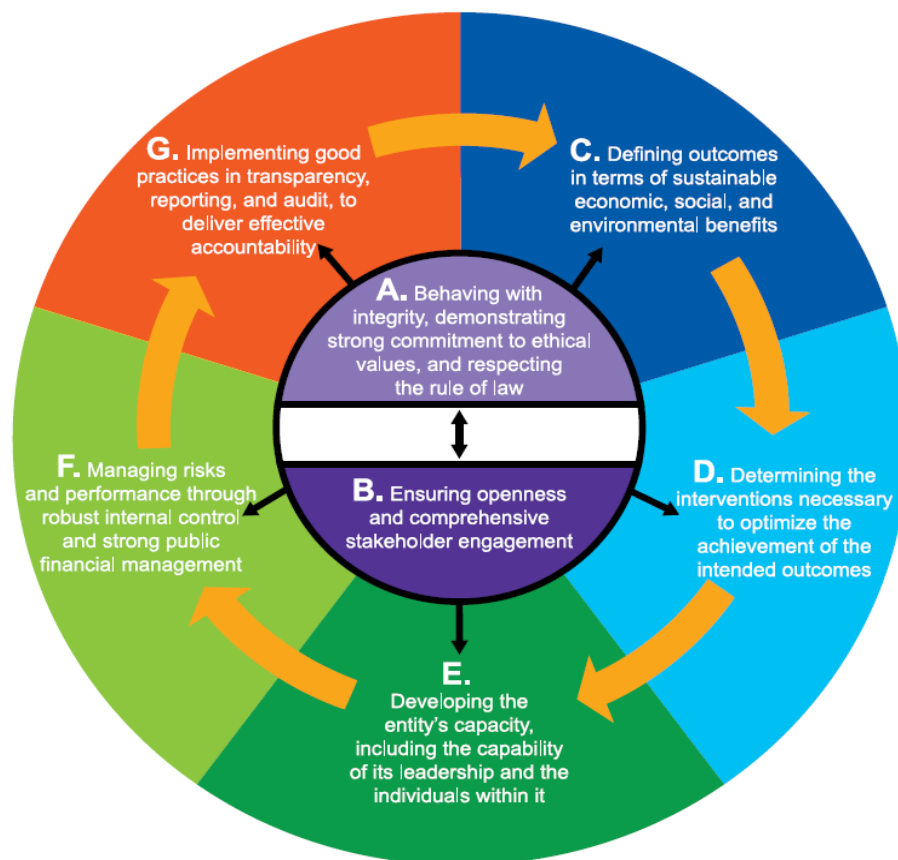 A. Behaving with
integrity, demonstrating
strong commitment to ethical
values, and respecting
the rule of law
B. Ensuring openness
and comprehensive
stakeholder engagement
C. Defining outcomes
in terms of sustainable
economic, social, and
environmental benefits
D. Determining the
interventions necessary
to optimize the
achievement of the
intended outcomes
E.
Developing the
entity's capacity,
including the capability
of its leadership and the
individuals within it
F. Managing risks
and performance through
robust internal control
and strong public
financial management
G. Implementing good
practices in transparency,
reporting, and audit, to
deliver effective
accountability